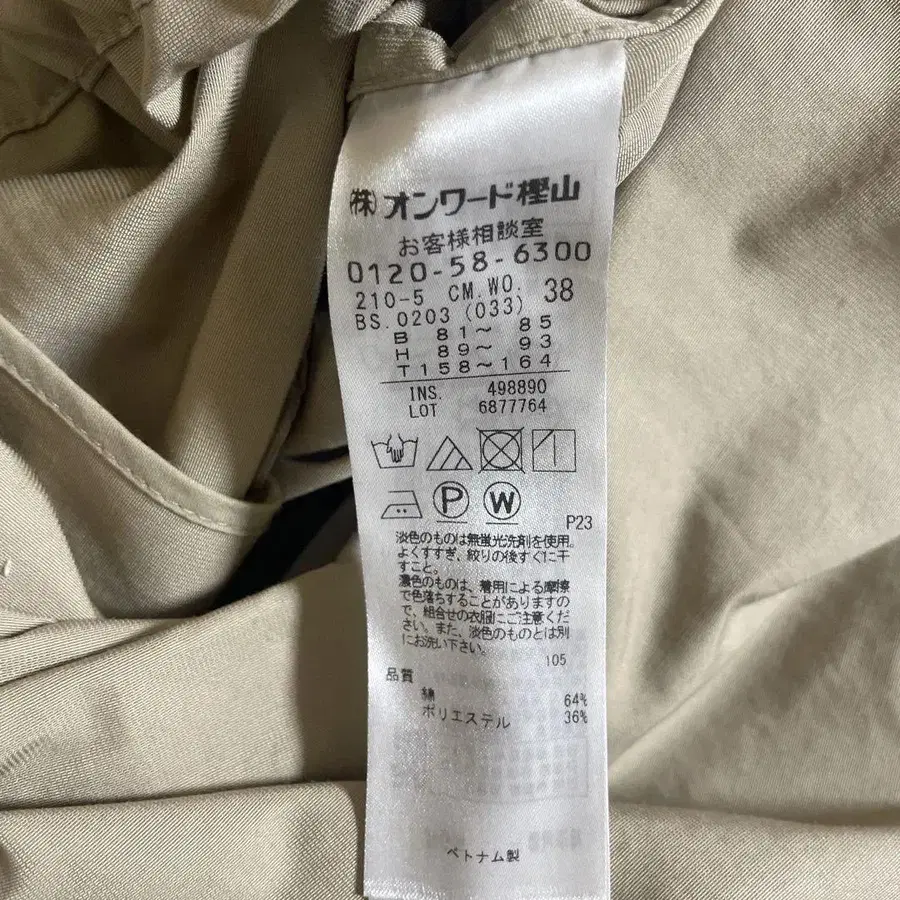 ㈱オンワード樫山
お客様相談室
0120-58-6300
210-5 CM.WO. 38
BS.0203 (033)
B 81〜 85
H 89〜 93
T158〜164
INS. 498890
LOT 6877764
P W
P23
淡色のものは無蛍光洗剤を使用。
よくすすぎ、絞りの後すぐに干
すこと。
濃色のものは、着用による摩擦
で色落ちすることがありますの
で、組合せの衣服にご注意くだ
さい。また、淡色のものとは別
にお洗い下さい。
105
品質
綿 64%
ポリエステル 36%
ベトナム製